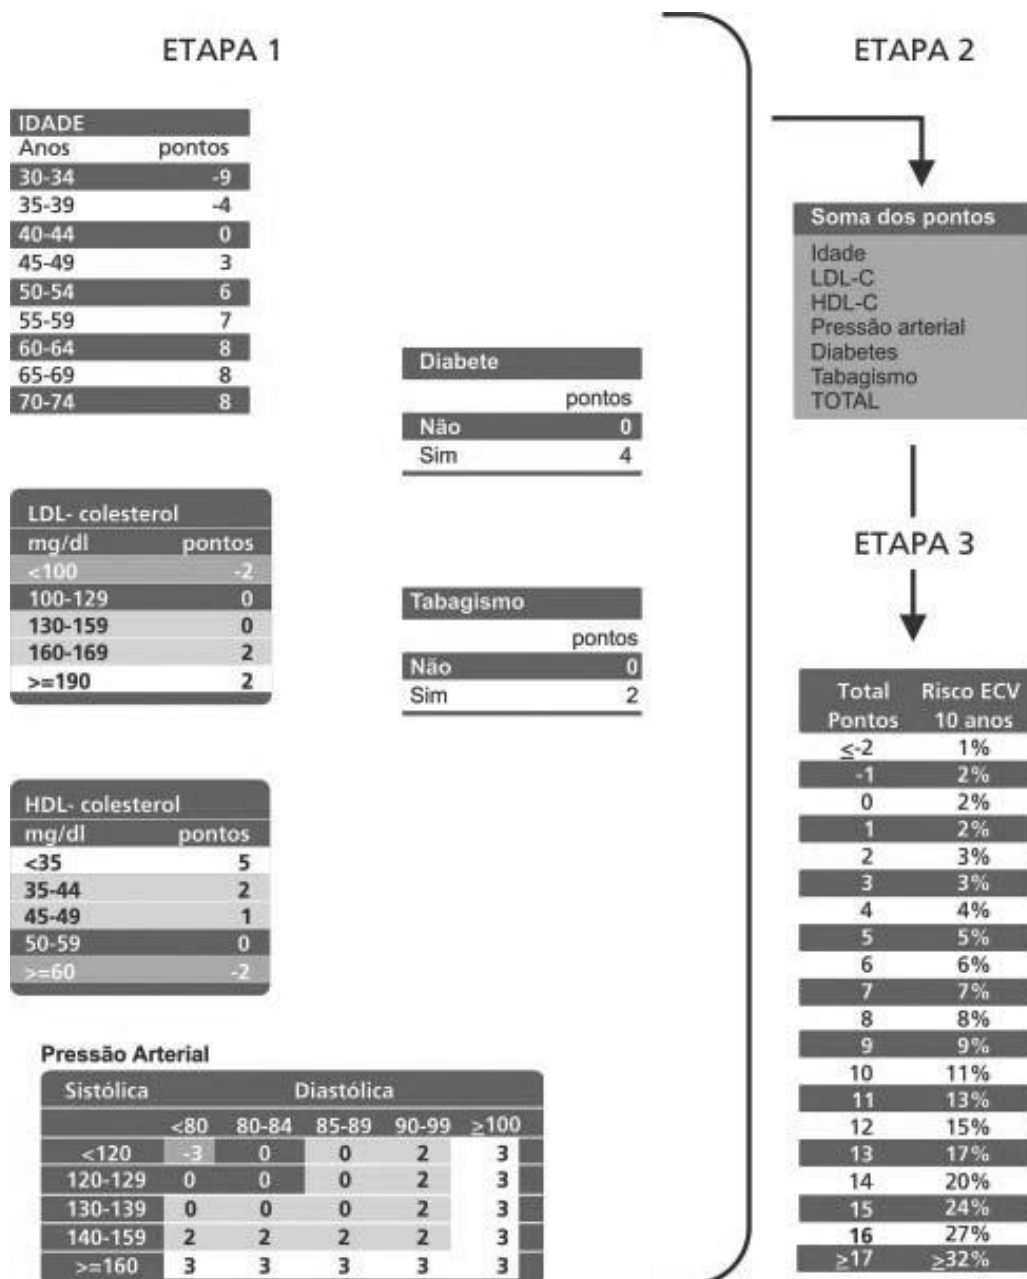 ETAPA 1
IDADE
Anos pontos
30-34 -9
35-39 -4
40-44 0
45-49 3
50-54 6
55-59 7
60-64 8
65-69 8
70-74 8
LDL- colesterol
mg/dl pontos
<100 -2
100-129 0
130-159 0
160-169 2
>=190 2
HDL- colesterol
mg/dl pontos
<35 5
35-44 2
45-49 1
50-59 0
>=60 -2
Diabete
pontos
Não 0
Sim 4
Tabagismo
pontos
Não 0
Sim 2
Pressão Arterial
Sistólica Diastólica
<80 80-84 85-89 90-99 ≥100
<120 -3 0 0 2 3
120-129 0 0 0 2 3
130-139 0 0 0 2 3
140-159 2 2 2 2 3
>=160 3 3 3 3 3
ETAPA 2
Soma dos pontos
Idade
LDL-C
HDL-C
Pressão arterial
Diabetes
Tabagismo
TOTAL
ETAPA 3
Total Risco ECV
Pontos 10 anos
≤-2 1%
-1 2%
0 2%
1 2%
2 3%
3 3%
4 4%
5 5%
6 6%
7 7%
8 8%
9 9%
10 11%
11 13%
12 15%
13 17%
14 20%
15 24%
16 27%
≥17 ≥32%